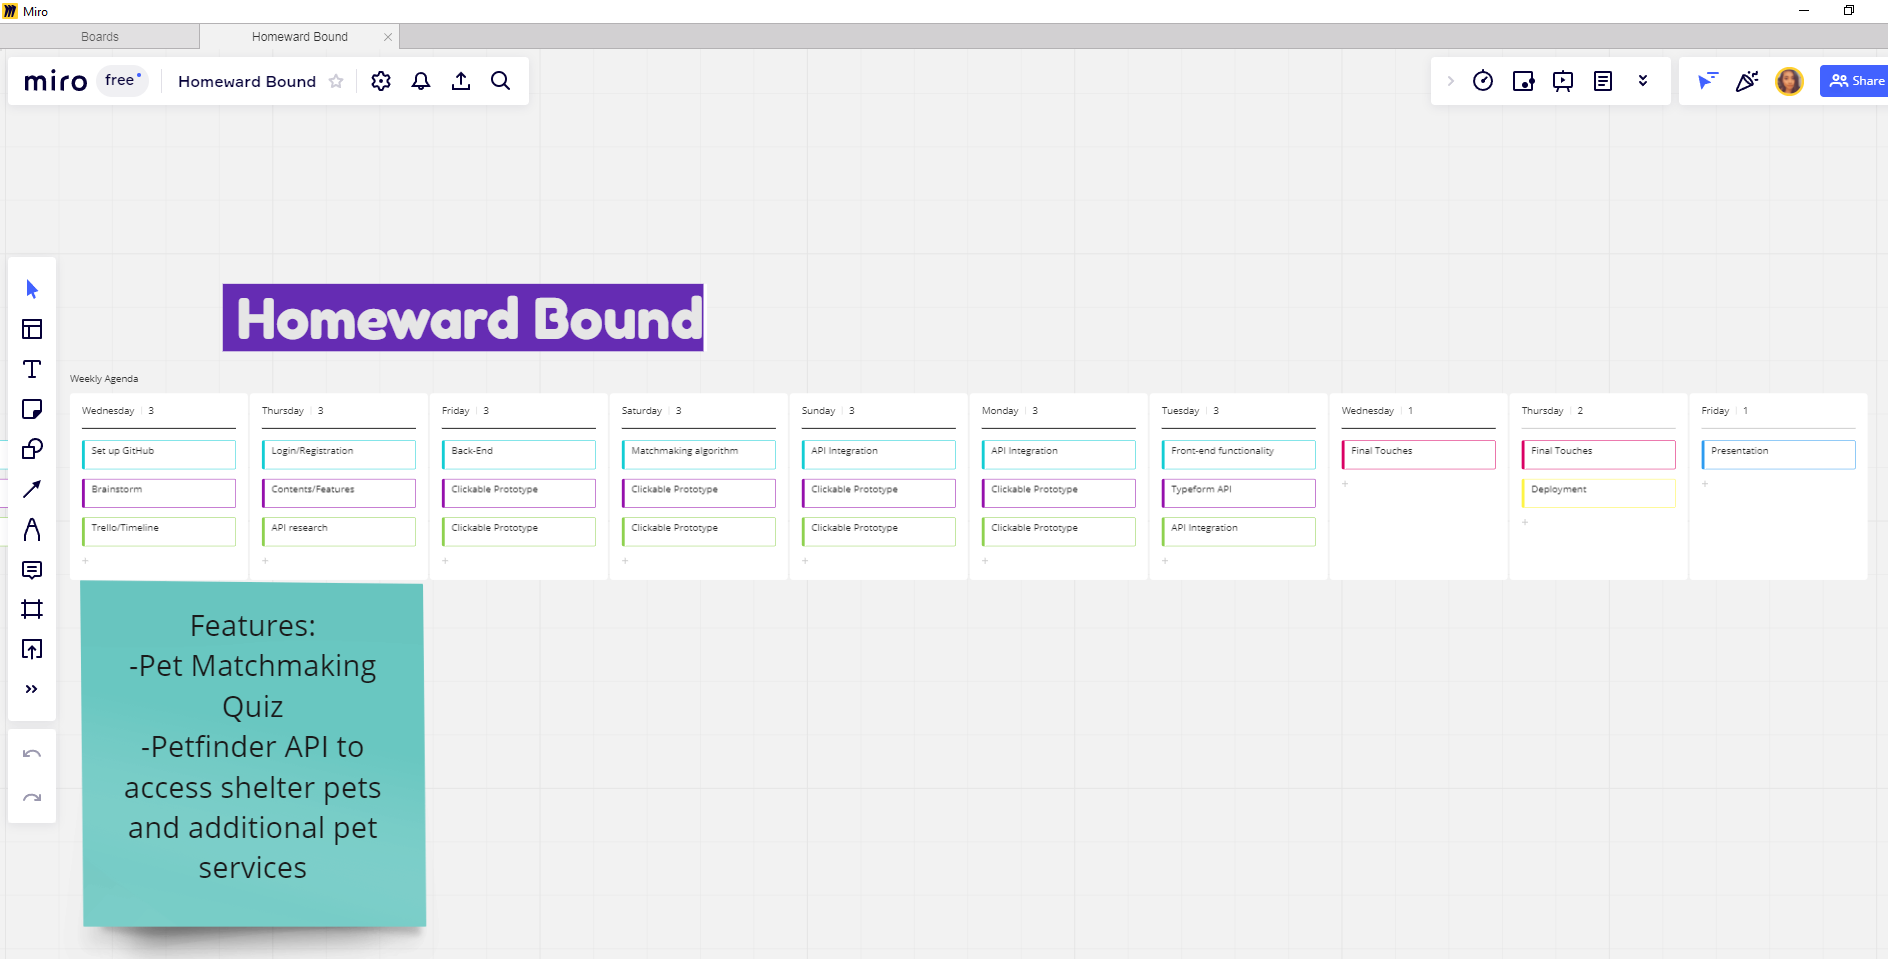 Miro
Boards
Homeward Bound
miro
free
Homeward Bound
Share
Homeward Bound
Weekly Agenda
Wednesday 3
Set up GitHub
Brainstorm
Trello/Timeline
Thursday 3
Login/Registration
Contents/Features
API research
Friday 3
Back-End
Clickable Prototype
Clickable Prototype
Saturday 3
Matchmaking algorithm
Clickable Prototype
Clickable Prototype
Sunday 3
API Integration
Clickable Prototype
Clickable Prototype
Monday 3
API Integration
Clickable Prototype
Clickable Prototype
Tuesday 3
Front-end functionality
Typeform API
API Integration
Wednesday 1
Final Touches
Thursday 2
Final Touches
Deployment
Friday 1
Presentation
Features:
-Pet Matchmaking
Quiz
-Petfinder API to
access shelter pets
and additional pet
services